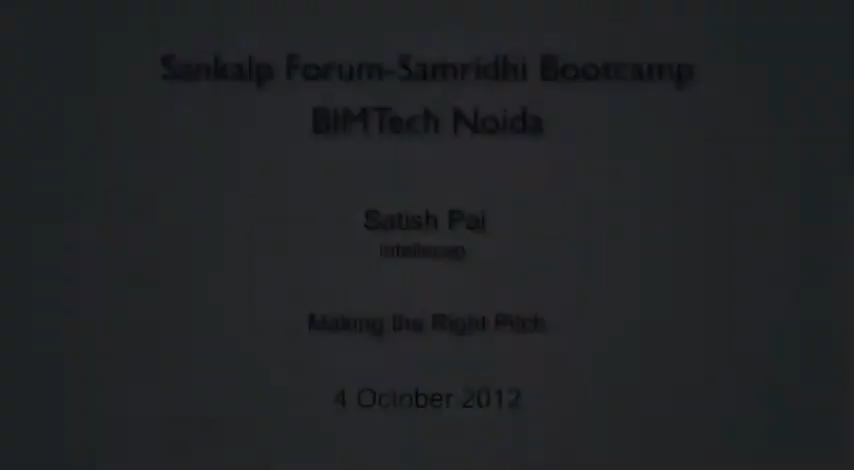 Sankalp Forum-Samridhi Bootcamp
BIMTech Noida
Satish Pai
Intellecap
Making the Right Pitch
4 October 2012